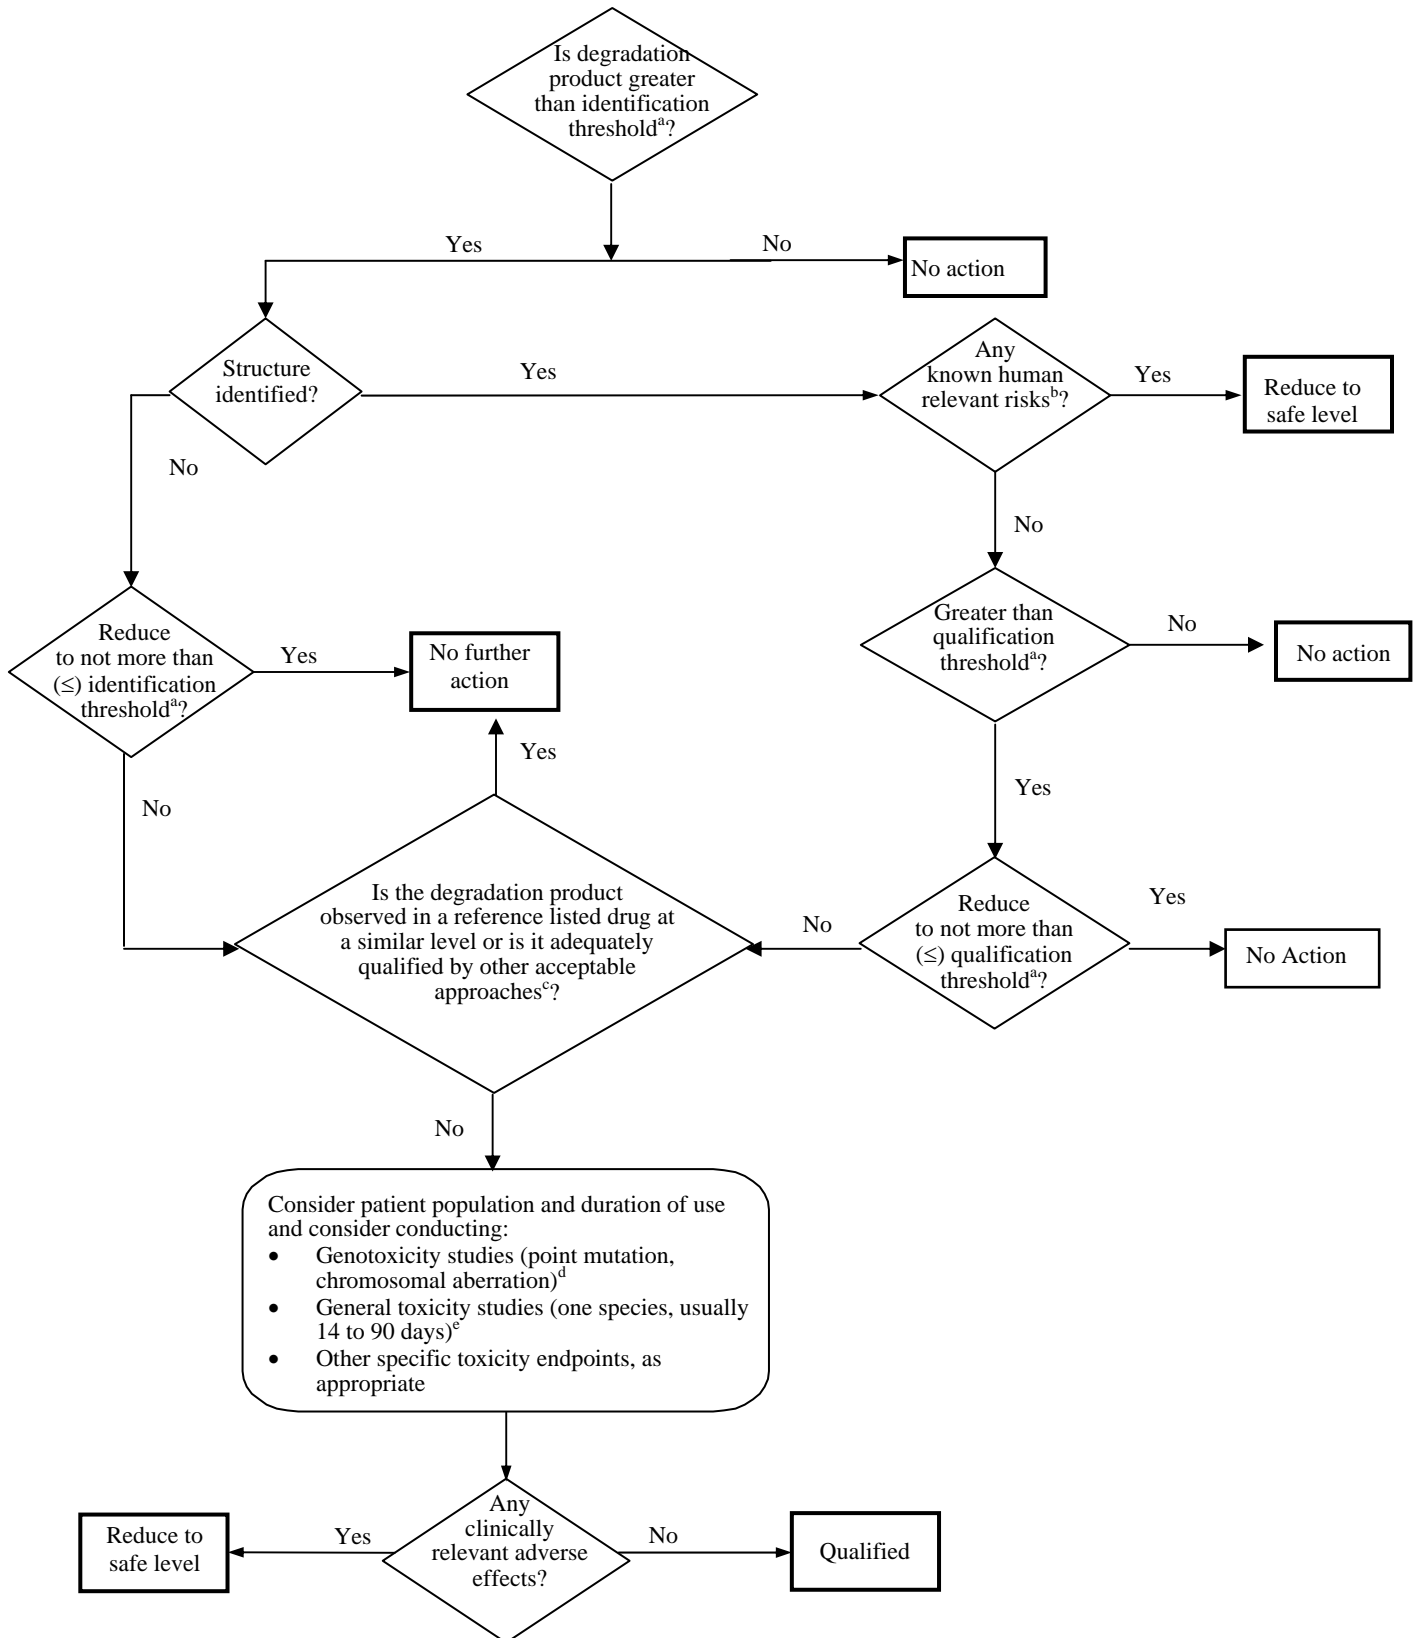 Is degradation
product greater
than identification
thresholdᵃ?
Yes
No
No action
Structure
identified?
Yes
Any
known human
relevant risksᵇ?
Yes
Reduce to
safe level
No
No
Reduce
to not more than
(≤) identification
thresholdᵃ?
Yes
No further
action
Greater than
qualification
thresholdᵃ?
No
No action
Yes
Yes
No
Is the degradation product
observed in a reference listed drug at
a similar level or is it adequately
qualified by other acceptable
approachesᶜ?
No
Reduce
to not more than
(≤) qualification
thresholdᵃ?
Yes
No Action
No
Consider patient population and duration of use
and consider conducting:
• Genotoxicity studies (point mutation,
chromosomal aberration)ᵈ
• General toxicity studies (one species, usually
14 to 90 days)ᵉ
• Other specific toxicity endpoints, as
appropriate
Any
clinically
relevant adverse
effects?
Yes
Reduce to
safe level
No
Qualified